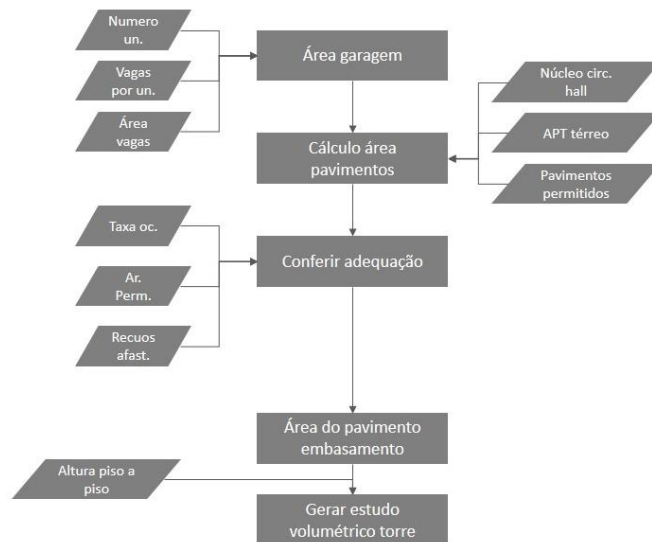 Numero
un.
Vagas
por un.
Área
vagas
Área garagem
Núcleo circ.
hall
APT térreo
Pavimentos
permitidos
Cálculo área
pavimentos
Taxa oc.
Ar.
Perm.
Recuos
afast.
Conferir adequação
Área do pavimento
embasamento
Altura piso a
piso
Gerar estudo
volumétrico torre